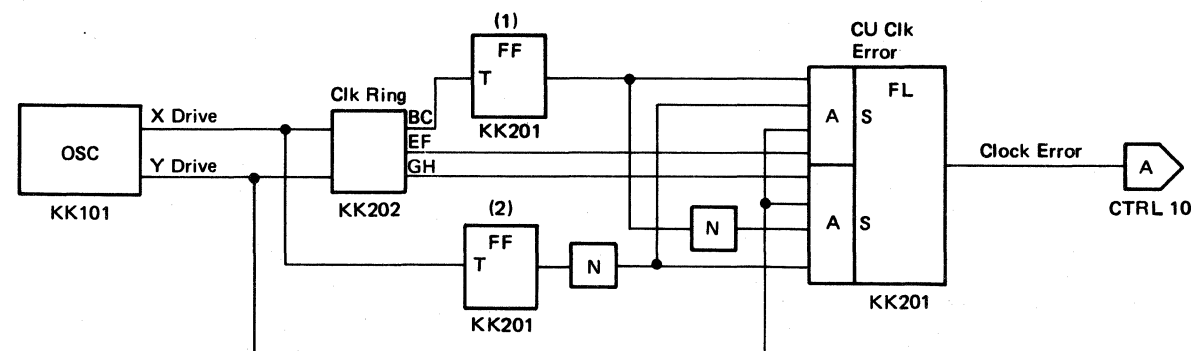 (1)
CU Clk
Error
FF
T
KK201
Clk Ring
X Drive
BC
OSC
EF
Y Drive
GH
KK101
KK202
FL
A
S
Clock Error
A
CTRL 10
(2)
FF
T
N
KK201
N
A
S
KK201